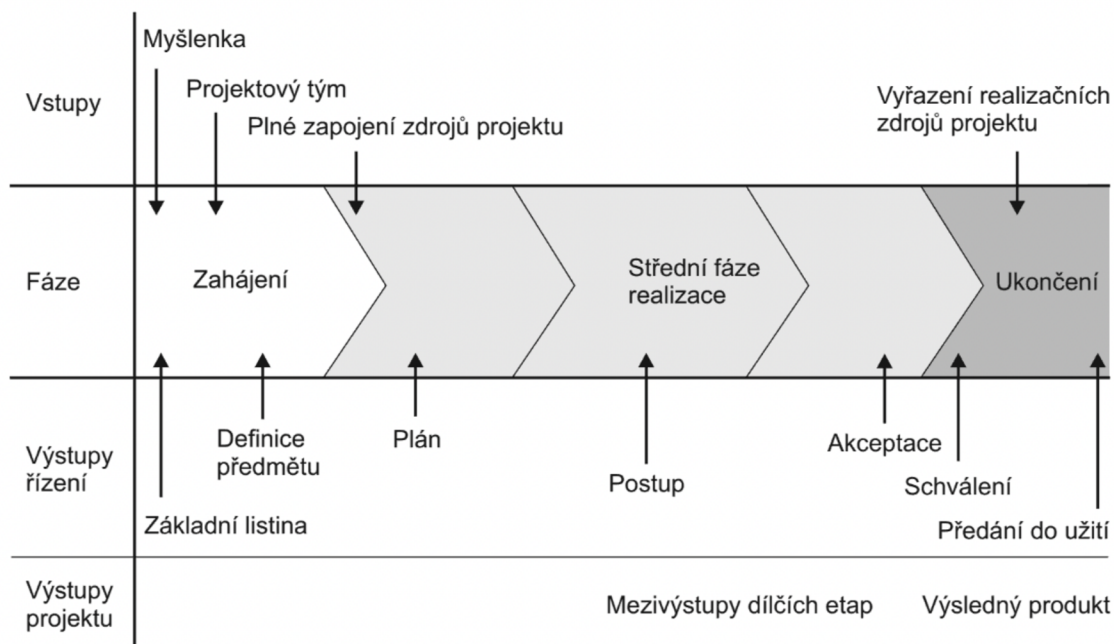 Vstupy
Myšlenka
Projektový tým
Plné zapojení zdrojů projektu
Vyřazení realizačních
zdrojů projektu
Fáze
Zahájení
Střední fáze
realizace
Ukončení
Výstupy
řízení
Základní listina
Definice
předmětu
Plán
Postup
Akceptace
Schválení
Předání do užití
Výstupy
projektu
Mezivýstupy dílčích etap
Výsledný produkt